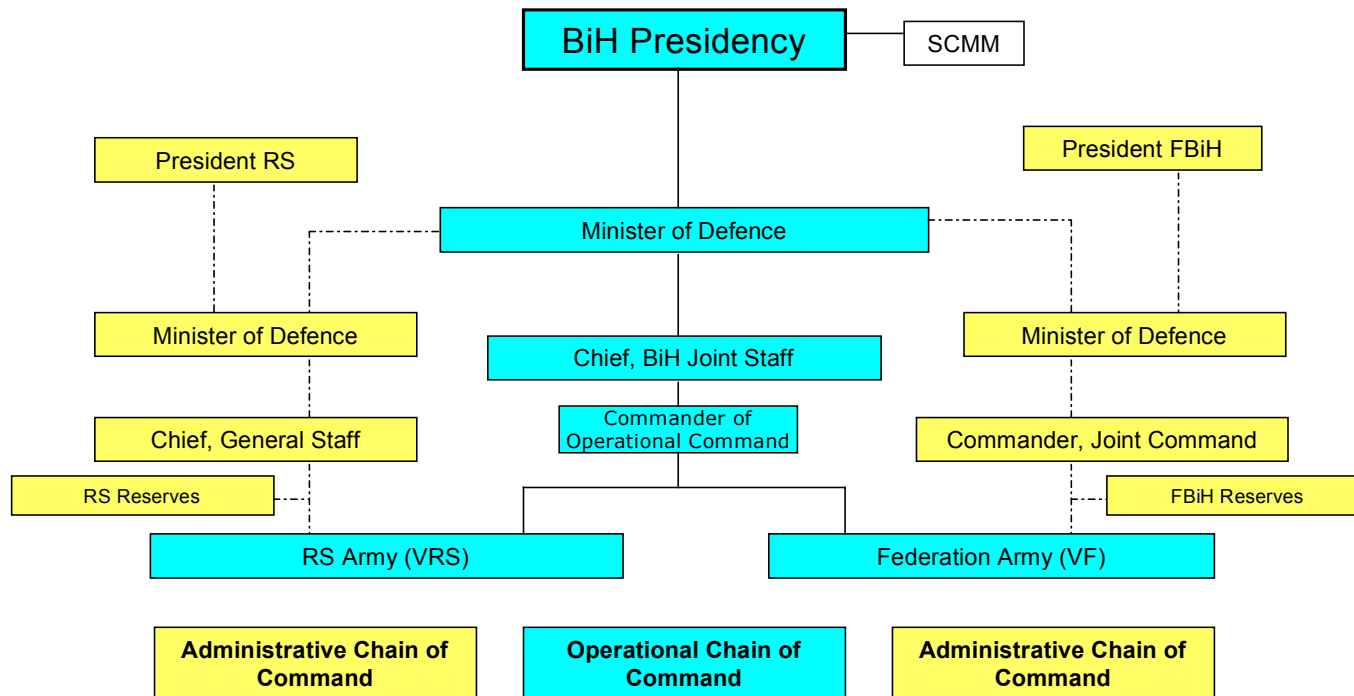 BiH Presidency
SCMM
President RS
President FBiH
Minister of Defence
Minister of Defence
Minister of Defence
Chief, BiH Joint Staff
Commander of
Operational Command
Chief, General Staff
Commander, Joint Command
RS Reserves
FBiH Reserves
RS Army (VRS)
Federation Army (VF)
Administrative Chain of
Command
Operational Chain of
Command
Administrative Chain of
Command